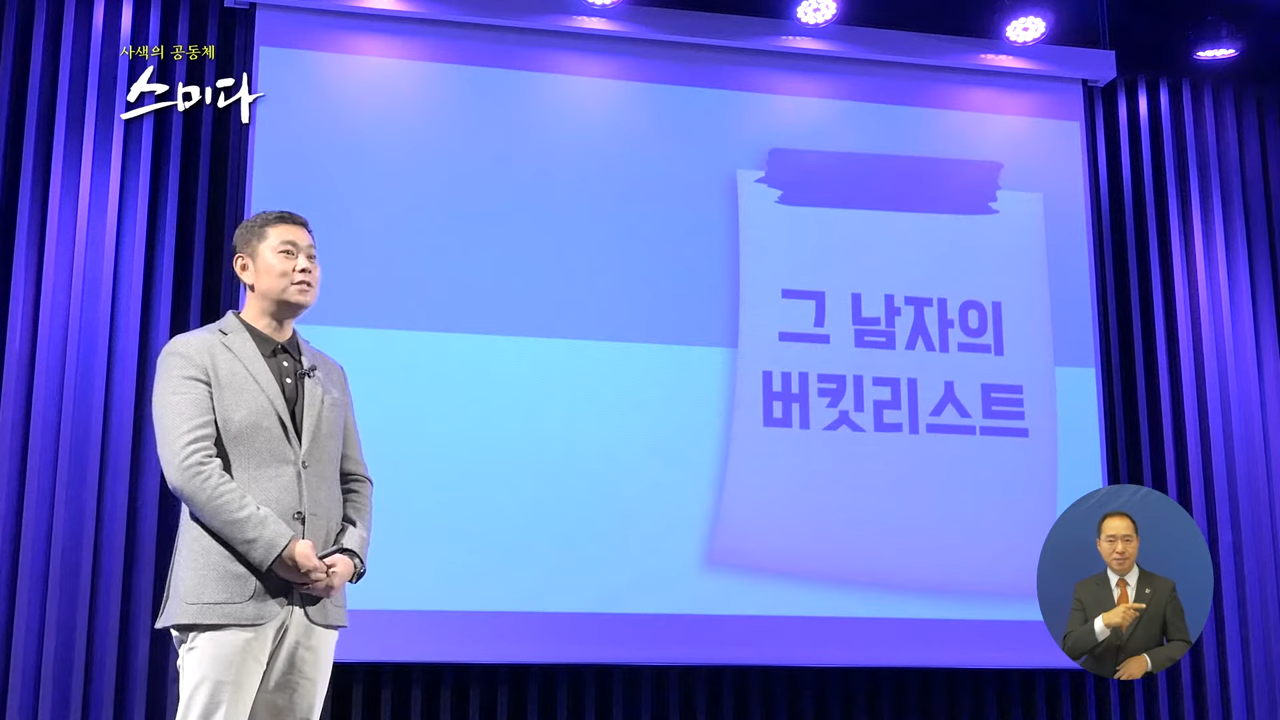 사색의 공동체
스미다
그 남자의
버킷리스트